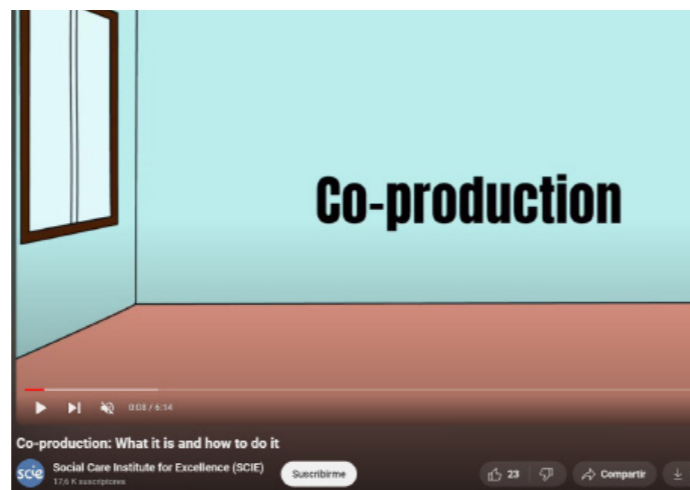 Co-production
0:03 / 6:14
Co-production: What it is and how to do it
scie
Social Care Institute for Excellence (SCIE)
17,6 K suscriptores
Suscribirme
23
Compartir